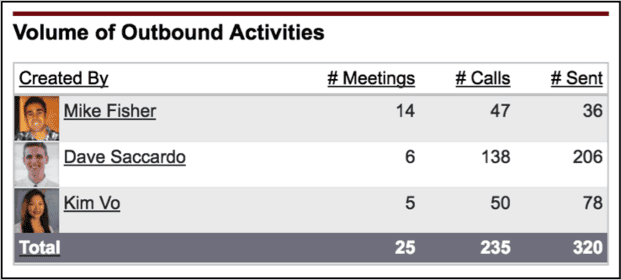 Volume of Outbound Activities
Created By # Meetings # Calls # Sent
Mike Fisher 14 47 36
Dave Saccardo 6 138 206
Kim Vo 5 50 78
Total 25 235 320